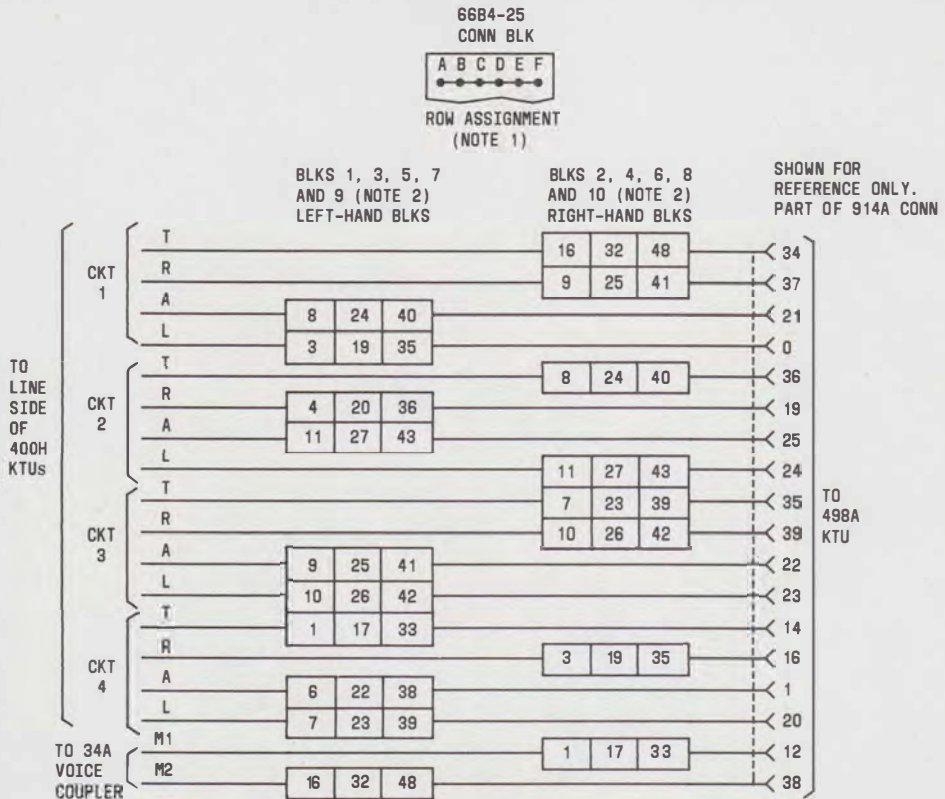 66B4-25
CONN BLK
A B C D E F
ROW ASSIGNMENT
(NOTE 1)
BLKS 1, 3, 5, 7
AND 9 (NOTE 2)
LEFT-HAND BLKS
BLKS 2, 4, 6, 8
AND 10 (NOTE 2)
RIGHT-HAND BLKS
SHOWN FOR
REFERENCE ONLY.
PART OF 914A CONN
TO
LINE
SIDE
OF
400H
KTUs
CKT
1
T 16 32 48 34
R 9 25 41 37
A 8 24 40 21
L 3 19 35 0
CKT
2
T 8 24 40 36
R 4 20 36 19
A 11 27 43 25
L 11 27 43 24
CKT
3
T 7 23 39 35
R 10 26 42 39
A 9 25 41 22
L 10 26 42 23
CKT
4
T 1 17 33 14
R 3 19 35 16
A 6 22 38 1
L 7 23 39 20
TO 34A
VOICE
COUPLER
M1 1 17 33 12
M2 16 32 48 38
TO
498A
KTU